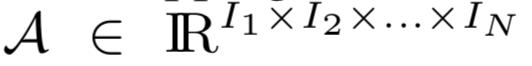 𝒜 ∈ ℝ^{I_1×I_2×...×I_N}